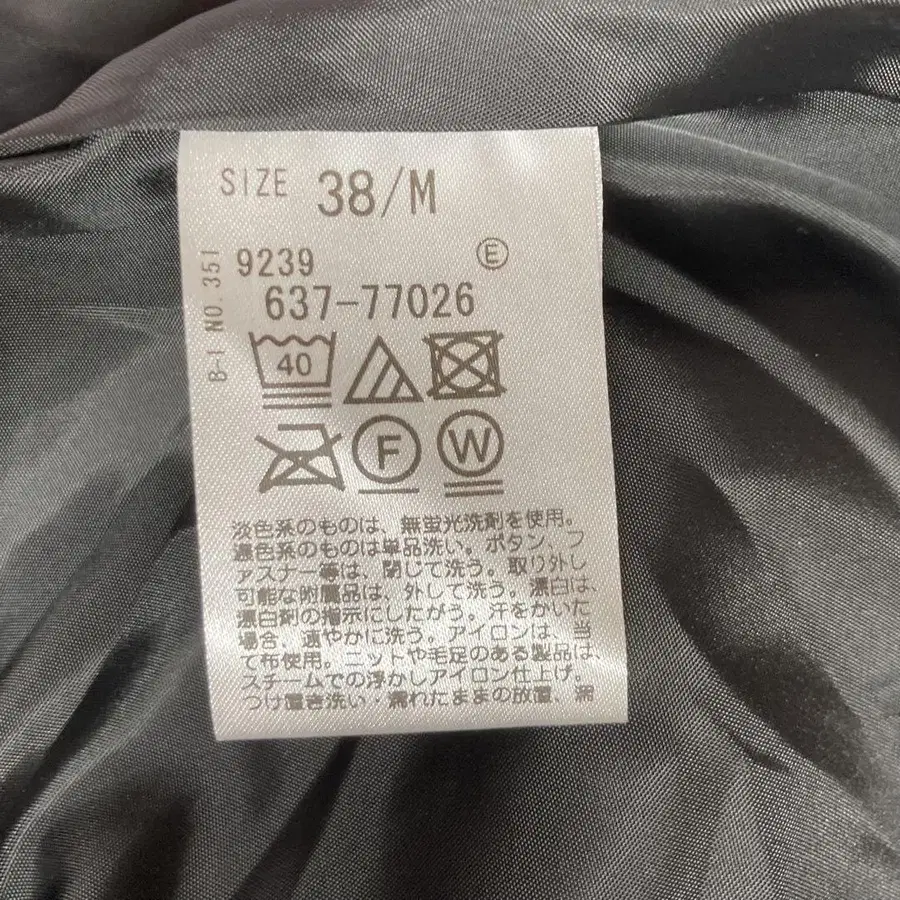 SIZE 38/M
B-I NO.351
9239 Ⓔ
637-77026
40
F W
淡色系のものは、無蛍光洗剤を使用。
濃色系のものは単品洗い。ボタン、フ
ァスナー等は、閉じて洗う。取り外し
可能な附属品は、外して洗う。漂白は、
漂白剤の指示にしたがう。汗をかいた
場合、速やかに洗う。アイロンは、当
て布使用。ニットや毛足のある製品は、
スチームでの浮かしアイロン仕上げ。
つけ置き洗い・濡れたままの放置、濡